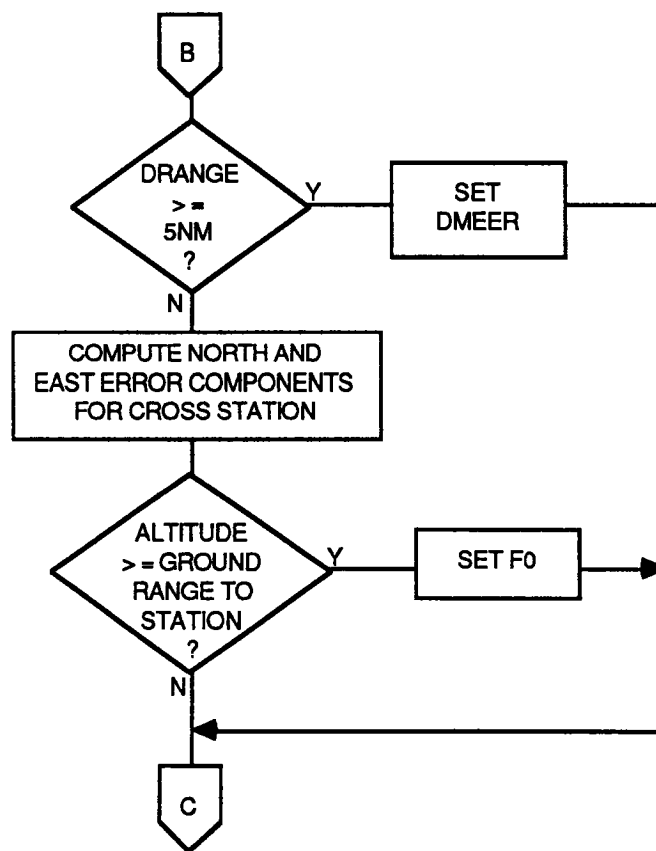 B
DRANGE
> =
5NM
?
Y
SET
DMEER
N
COMPUTE NORTH AND
EAST ERROR COMPONENTS
FOR CROSS STATION
ALTITUDE
> = GROUND
RANGE TO
STATION
?
Y
SET F0
N
C